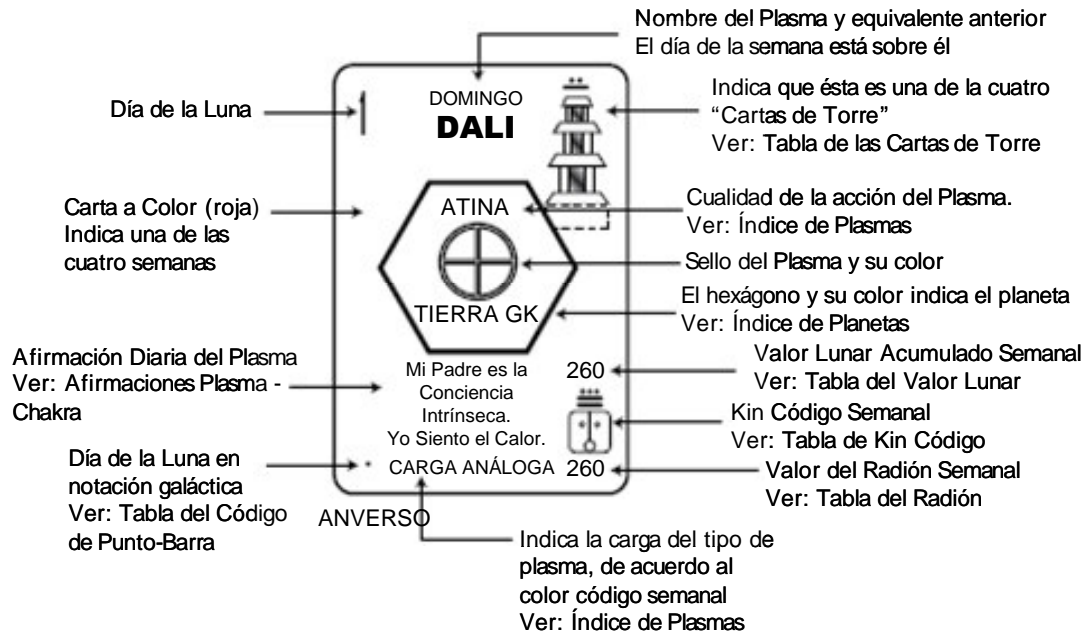 Nombre del Plasma y equivalente anterior
El día de la semana está sobre él
Día de la Luna
1
DOMINGO
DALI
Indica que ésta es una de la cuatro
“Cartas de Torre”
Ver: Tabla de las Cartas de Torre
Carta a Color (roja)
Indica una de las
cuatro semanas
ATINA
TIERRA GK
Cualidad de la acción del Plasma.
Ver: Índice de Plasmas
Sello del Plasma y su color
El hexágono y su color indica el planeta
Ver: Índice de Planetas
Afirmación Diaria del Plasma
Ver: Afirmaciones Plasma -
Chakra
Mi Padre es la
Conciencia
Intrínseca.
Yo Siento el Calor.
260
Valor Lunar Acumulado Semanal
Ver: Tabla del Valor Lunar
Kin Código Semanal
Ver: Tabla de Kin Código
Día de la Luna en
notación galáctica
Ver: Tabla del Código
de Punto-Barra
CARGA ANÁLOGA 260
Valor del Radión Semanal
Ver: Tabla del Radión
ANVERSO
Indica la carga del tipo de
plasma, de acuerdo al
color código semanal
Ver: Índice de Plasmas